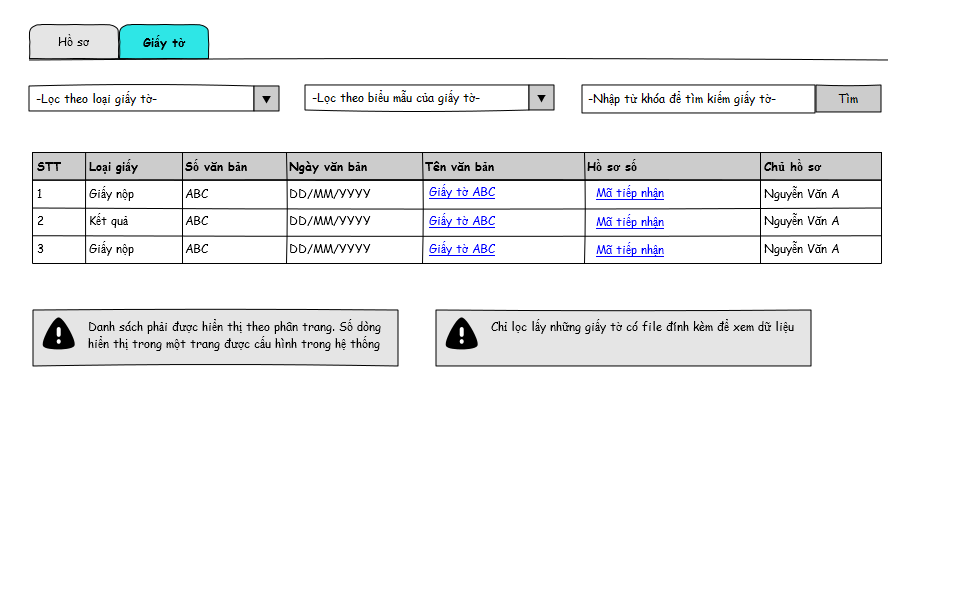 Hồ sơ
Giấy tờ
-Lọc theo loại giấy tờ-
-Lọc theo biểu mẫu của giấy tờ-
-Nhập từ khóa để tìm kiếm giấy tờ-
Tìm
STT Loại giấy Số văn bản Ngày văn bản Tên văn bản Hồ sơ số Chủ hồ sơ
1 Giấy nộp ABC DD/MM/YYYY Giấy tờ ABC Mã tiếp nhận Nguyễn Văn A
2 Kết quả ABC DD/MM/YYYY Giấy tờ ABC Mã tiếp nhận Nguyễn Văn A
3 Giấy nộp ABC DD/MM/YYYY Giấy tờ ABC Mã tiếp nhận Nguyễn Văn A
Danh sách phải được hiển thị theo phân trang. Số dòng
hiển thị trong một trang được cấu hình trong hệ thống
Chỉ lọc lấy những giấy tờ có file đính kèm để xem dữ liệu